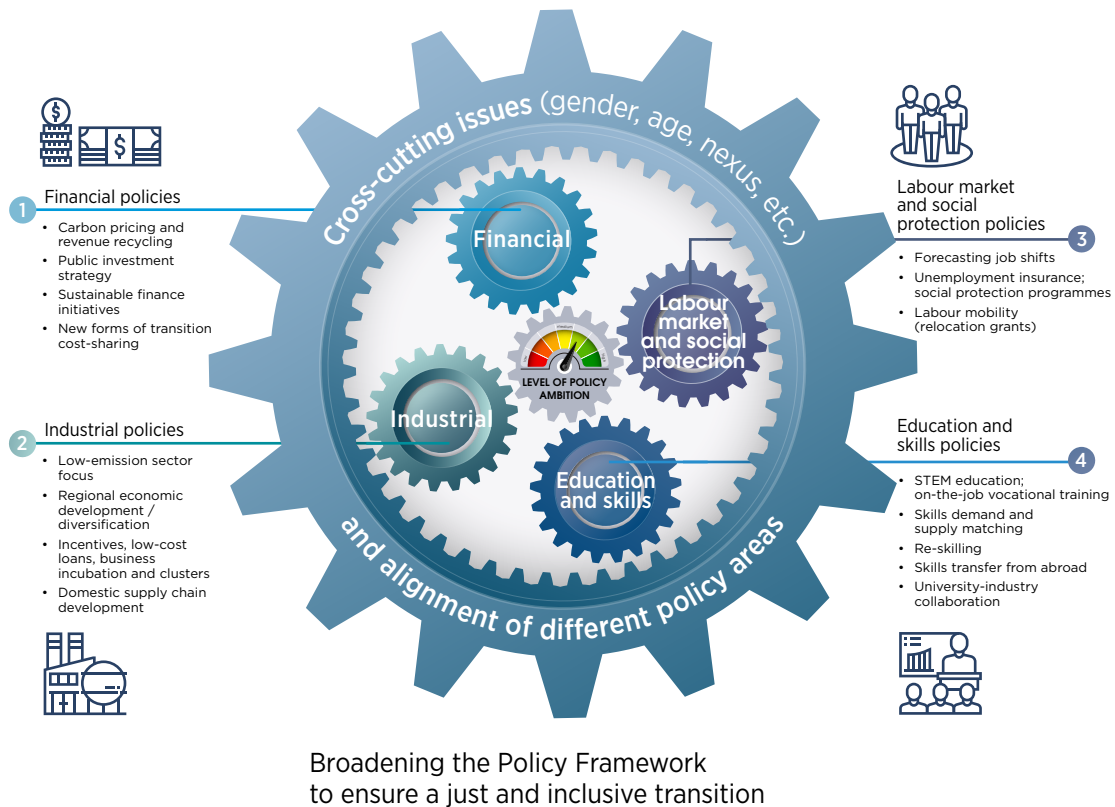 Cross-cutting issues (gender, age, nexus, etc.)
and alignment of different policy areas
$
$
1
Financial policies
• Carbon pricing and
revenue recycling
• Public investment
strategy
• Sustainable finance
initiatives
• New forms of transition
cost-sharing
2
Industrial policies
• Low-emission sector
focus
• Regional economic
development /
diversification
• Incentives, low-cost
loans, business
incubation and clusters
• Domestic supply chain
development
Financial
Labour
market
and social
protection
LEVEL OF POLICY
AMBITION
Industrial
Education
and skills
Labour market
and social
protection policies
3
• Forecasting job shifts
• Unemployment insurance;
social protection programmes
• Labour mobility
(relocation grants)
Education and
skills policies
4
• STEM education;
on-the-job vocational training
• Skills demand and
supply matching
• Re-skilling
• Skills transfer from abroad
• University-industry
collaboration
Broadening the Policy Framework
to ensure a just and inclusive transition